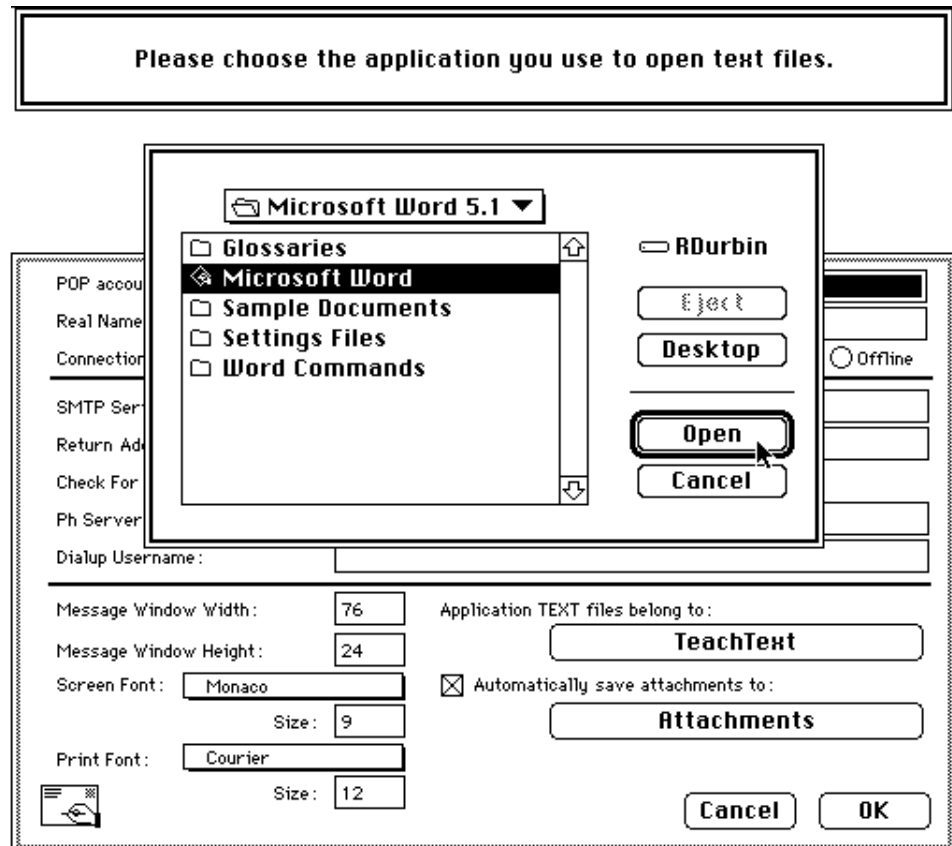 Please choose the application you use to open text files.
Microsoft Word 5.1
Glossaries
Microsoft Word
Sample Documents
Settings Files
Word Commands
RDurbin
Eject
Desktop
Open
Cancel
POP accou
Real Name
Connection
Offline
SMTP Ser
Return Ad
Check For
Ph Server
Dialup Username:
Message Window Width: 76
Message Window Height: 24
Screen Font: Monaco
Size: 9
Print Font: Courier
Size: 12
Application TEXT files belong to:
TeachText
Automatically save attachments to:
Attachments
Cancel OK